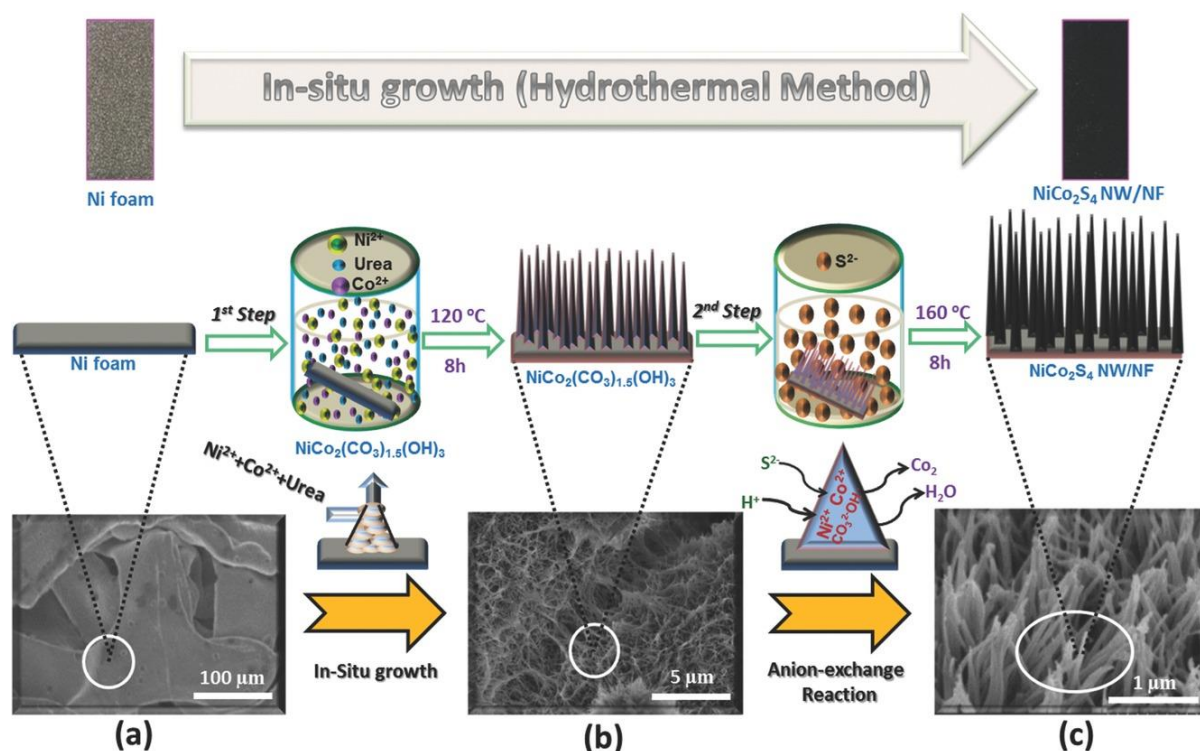 In-situ growth (Hydrothermal Method)
Ni foam
NiCo₂S₄ NW/NF
Ni²⁺
Urea
Co²⁺
S²⁻
1st Step
120 °C
8h
2nd Step
160 °C
8h
Ni foam
NiCo₂(CO₃)₁.₅(OH)₃
NiCo₂(CO₃)₁.₅(OH)₃
NiCo₂S₄ NW/NF
Ni²⁺+Co²⁺+Urea
S²⁻
H⁺
Ni²⁺ Co²⁺
CO₃²⁻OH
Co₂
H₂O
100 μm
In-Situ growth
5 μm
Anion-exchange
Reaction
1 μm
(a)
(b)
(c)